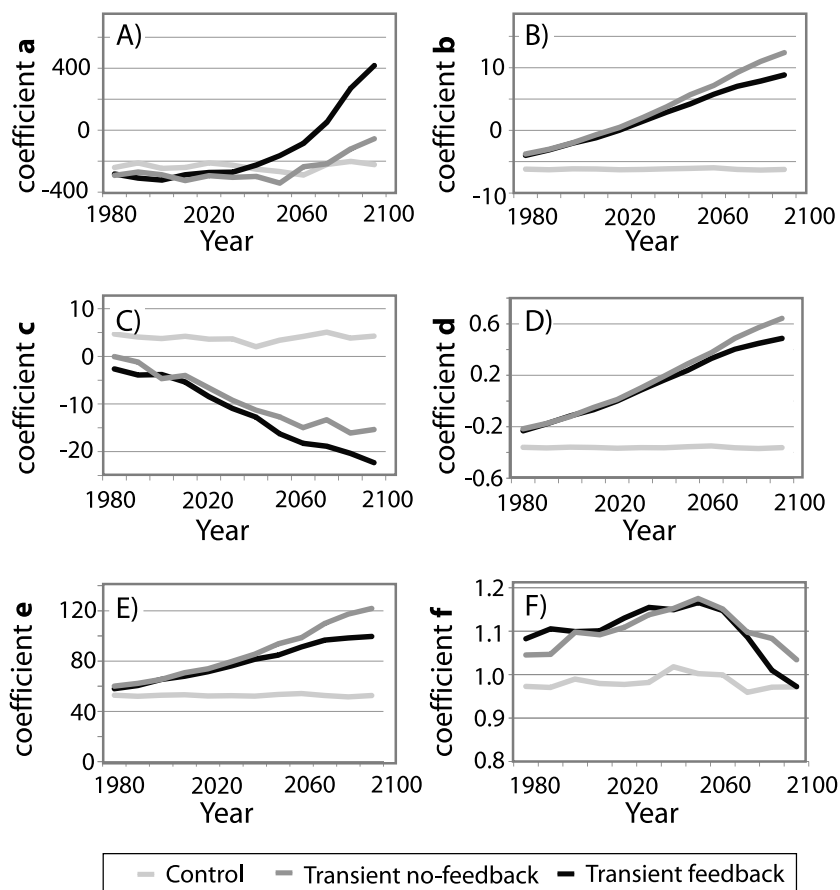 A)
coefficient a
400
0
-400
1980 2020 2060 2100
Year
B)
coefficient b
10
0
-10
1980 2020 2060 2100
Year
C)
coefficient c
10
0
-10
-20
1980 2020 2060 2100
Year
D)
coefficient d
0.6
0.2
-0.2
-0.6
1980 2020 2060 2100
Year
E)
coefficient e
120
80
40
0
1980 2020 2060 2100
Year
F)
coefficient f
1.2
1.1
1.0
0.9
0.8
1980 2020 2060 2100
Year
Control Transient no-feedback Transient feedback